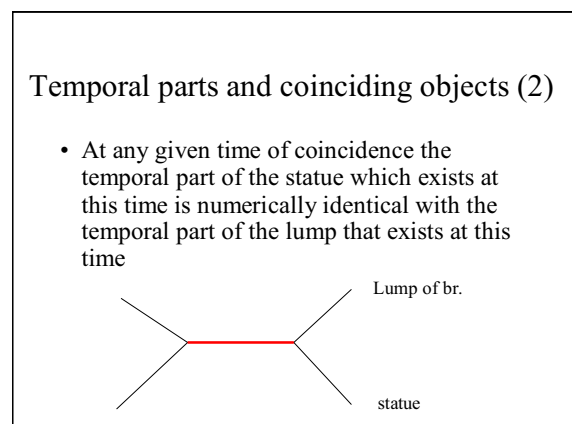 Temporal parts and coinciding objects (2)
• At any given time of coincidence the
temporal part of the statue which exists at
this time is numerically identical with the
temporal part of the lump that exists at this
time
Lump of br.
statue